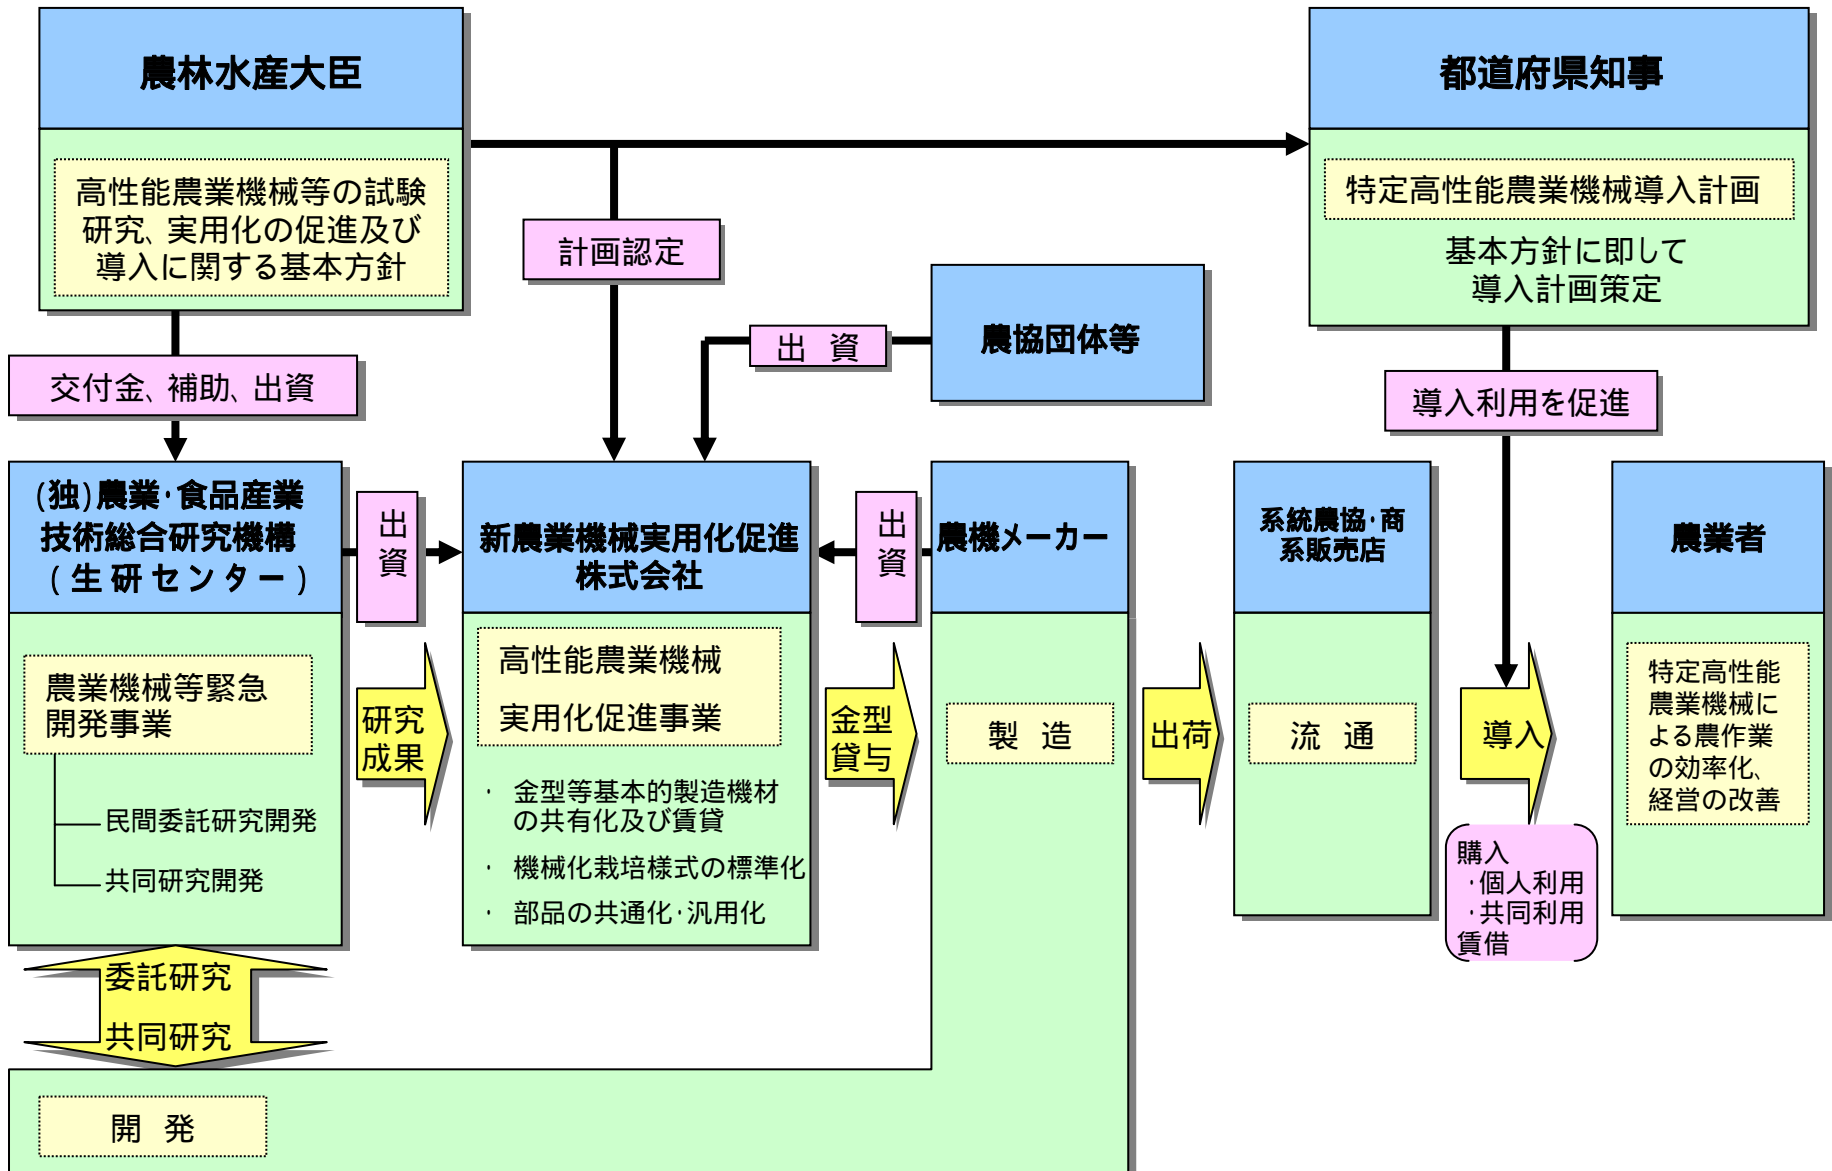 農林水産大臣
高性能農業機械等の試験
研究、実用化の促進及び
導入に関する基本方針
都道府県知事
特定高性能農業機械導入計画
基本方針に即して
導入計画策定
計画認定
出 資
農協団体等
交付金、補助、出資
導入利用を促進
(独)農業・食品産業
技術総合研究機構
(生研センター)
農業機械等緊急
開発事業
民間委託研究開発
共同研究開発
出
資
研究
成果
新農業機械実用化促進
株式会社
高性能農業機械
実用化促進事業
・ 金型等基本的製造機材
の共有化及び賃貸
・ 機械化栽培様式の標準化
・ 部品の共通化・汎用化
出
資
金型
貸与
農機メーカー
製 造
出荷
系統農協・商
系販売店
流 通
導入
購入
・個人利用
・共同利用
賃借
農業者
特定高性能
農業機械に
よる農作業
の効率化、
経営の改善
委託研究
共同研究
開 発